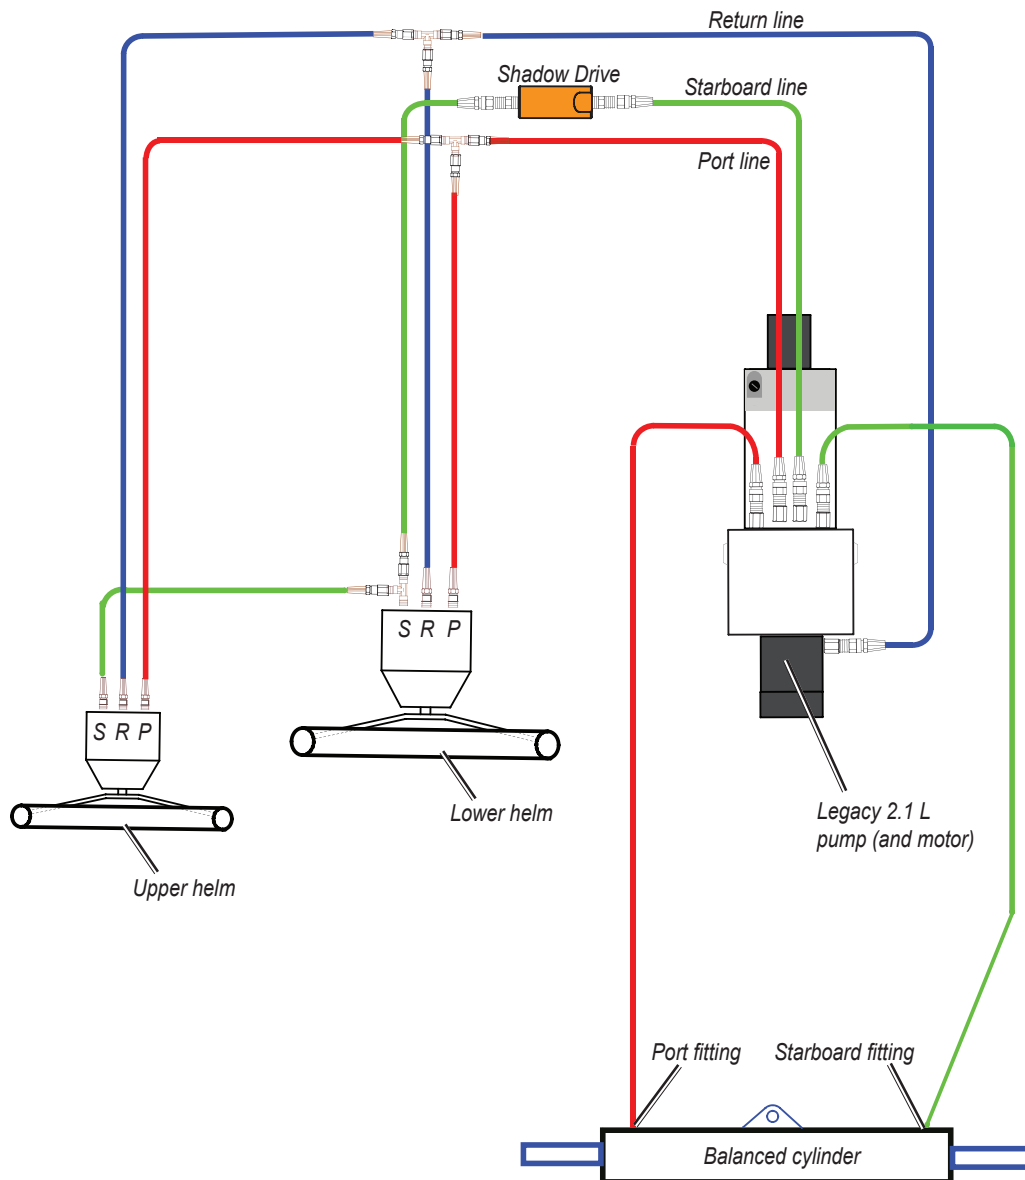 Return line
Shadow Drive
Starboard line
Port line
S R P
S R P
Lower helm
Upper helm
Legacy 2.1 L
pump (and motor)
Port fitting
Starboard fitting
Balanced cylinder